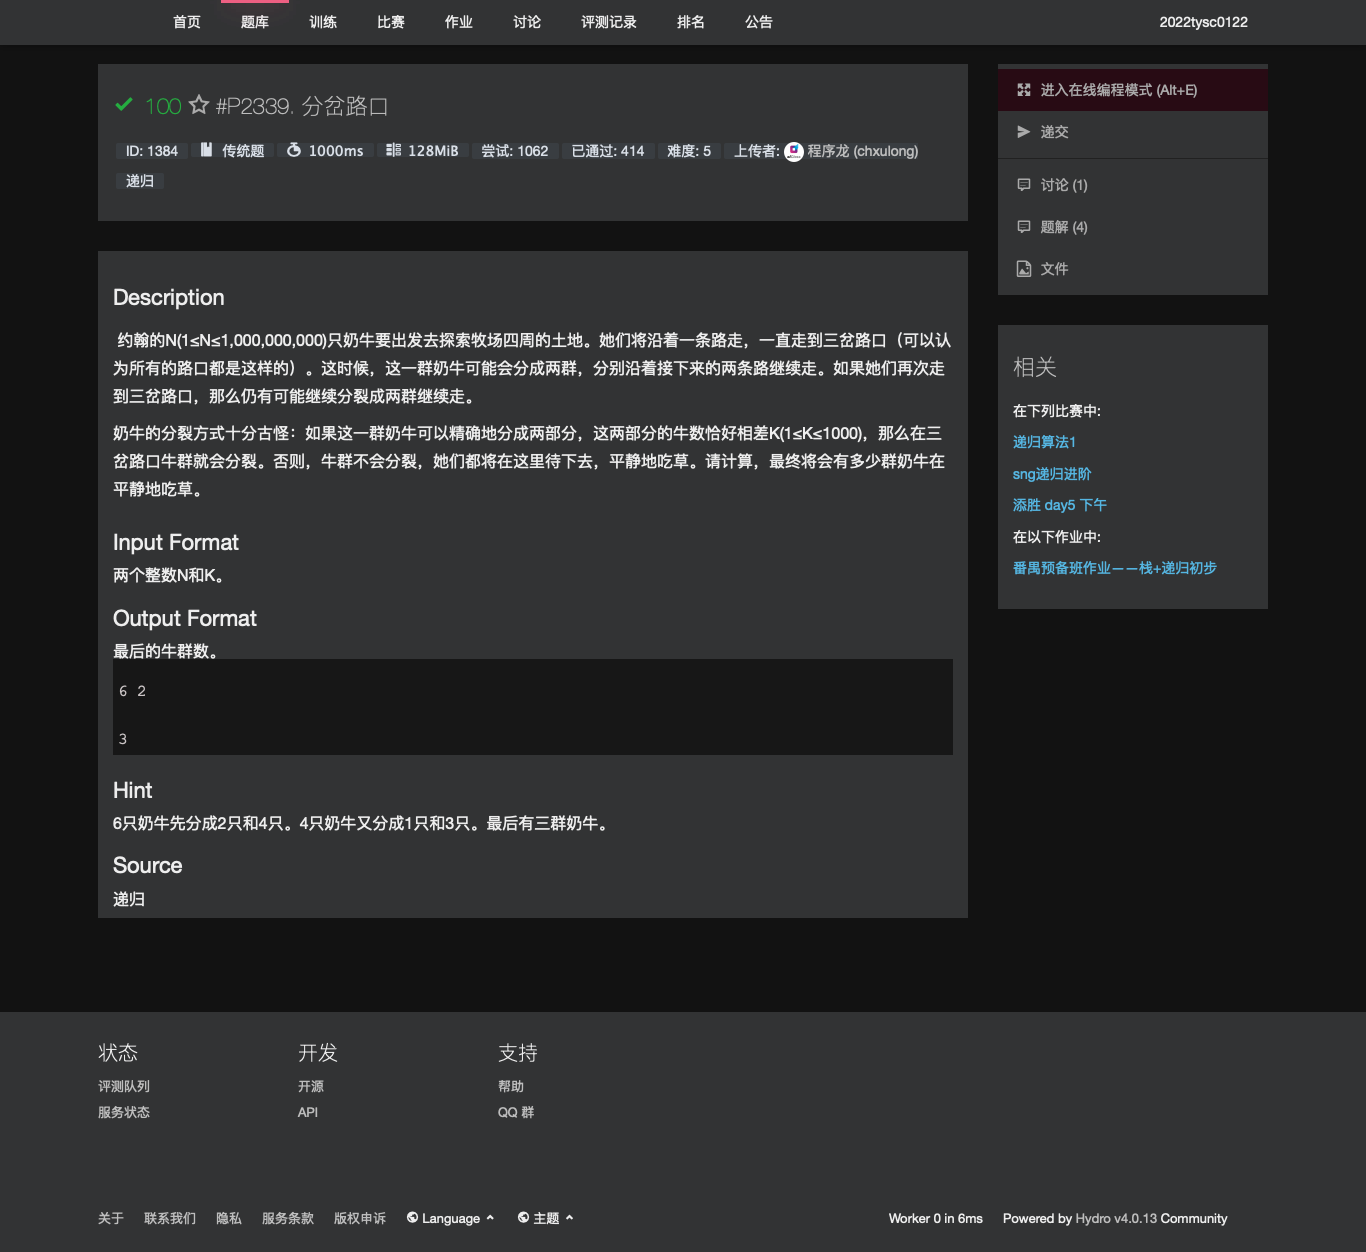 首页 题库 训练 比赛 作业 讨论 评测记录 排名 公告 2022tysc0122
100 #P2339. 分岔路口
ID: 1384 传统题 1000ms 128MiB 尝试: 1062 已通过: 414 难度: 5 上传者: 程序龙 (chxulong)
递归
Description
约翰的N(1≤N≤1,000,000,000)只奶牛要出发去探索牧场四周的土地。她们将沿着一条路走，一直走到三岔路口（可以认
为所有的路口都是这样的）。这时候，这一群奶牛可能会分成两群，分别沿着接下来的两条路继续走。如果她们再次走
到三岔路口，那么仍有可能继续分裂成两群继续走。
奶牛的分裂方式十分古怪：如果这一群奶牛可以精确地分成两部分，这两部分的牛数恰好相差K(1≤K≤1000)，那么在三
岔路口牛群就会分裂。否则，牛群不会分裂，她们都将在这里待下去，平静地吃草。请计算，最终将会有多少群奶牛在
平静地吃草。
Input Format
两个整数N和K。
Output Format
最后的牛群数。
6 2
3
Hint
6只奶牛先分成2只和4只。4只奶牛又分成1只和3只。最后有三群奶牛。
Source
递归
进入在线编程模式 (Alt+E)
递交
讨论 (1)
题解 (4)
文件
相关
在下列比赛中:
递归算法1
sng递归进阶
添胜 day5 下午
在以下作业中:
番禺预备班作业——栈+递归初步
状态 开发 支持
评测队列 开源 帮助
服务状态 API QQ 群
关于 联系我们 隐私 服务条款 版权申诉 Language 主题 Worker 0 in 6ms Powered by Hydro v4.0.13 Community